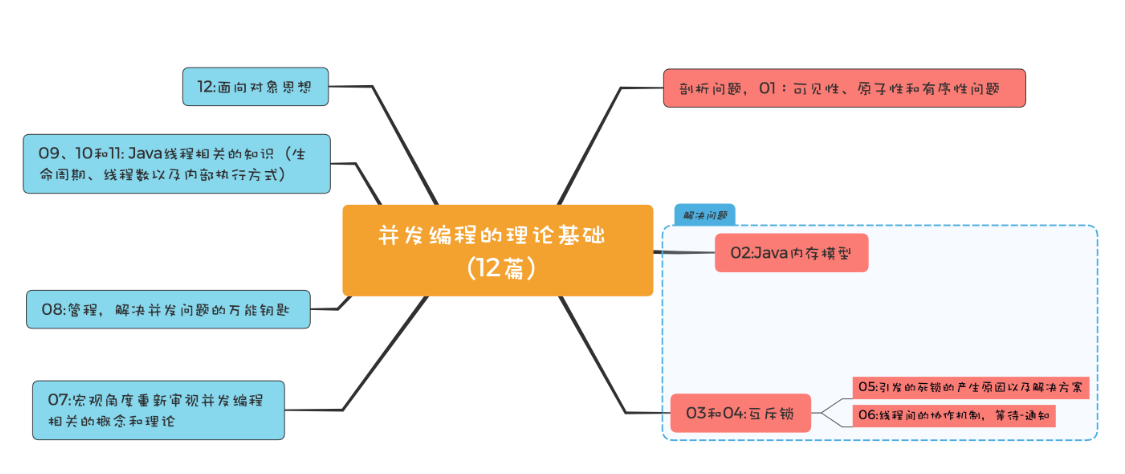 并发编程的理论基础
(12篇)
剖析问题，01：可见性、原子性和有序性问题
解决问题
02:Java内存模型
03和04:互斥锁
05:引发的死锁的产生原因以及解决方案
06:线程间的协作机制，等待-通知
07:宏观角度重新审视并发编程
相关的概念和理论
08:管程，解决并发问题的万能钥匙
09、10和11: Java线程相关的知识（生
命周期、线程数以及内部执行方式）
12:面向对象思想